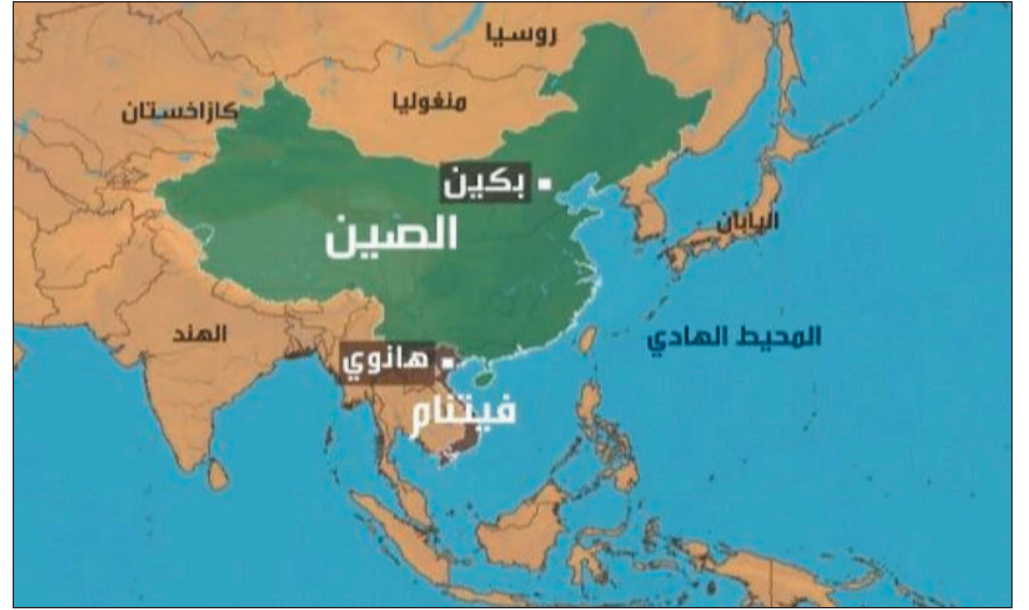 روسيا
منغوليا
كازاخستان
بكين
الصين
اليابان
الهند
المحيط الهادي
هانوي
فيتنام